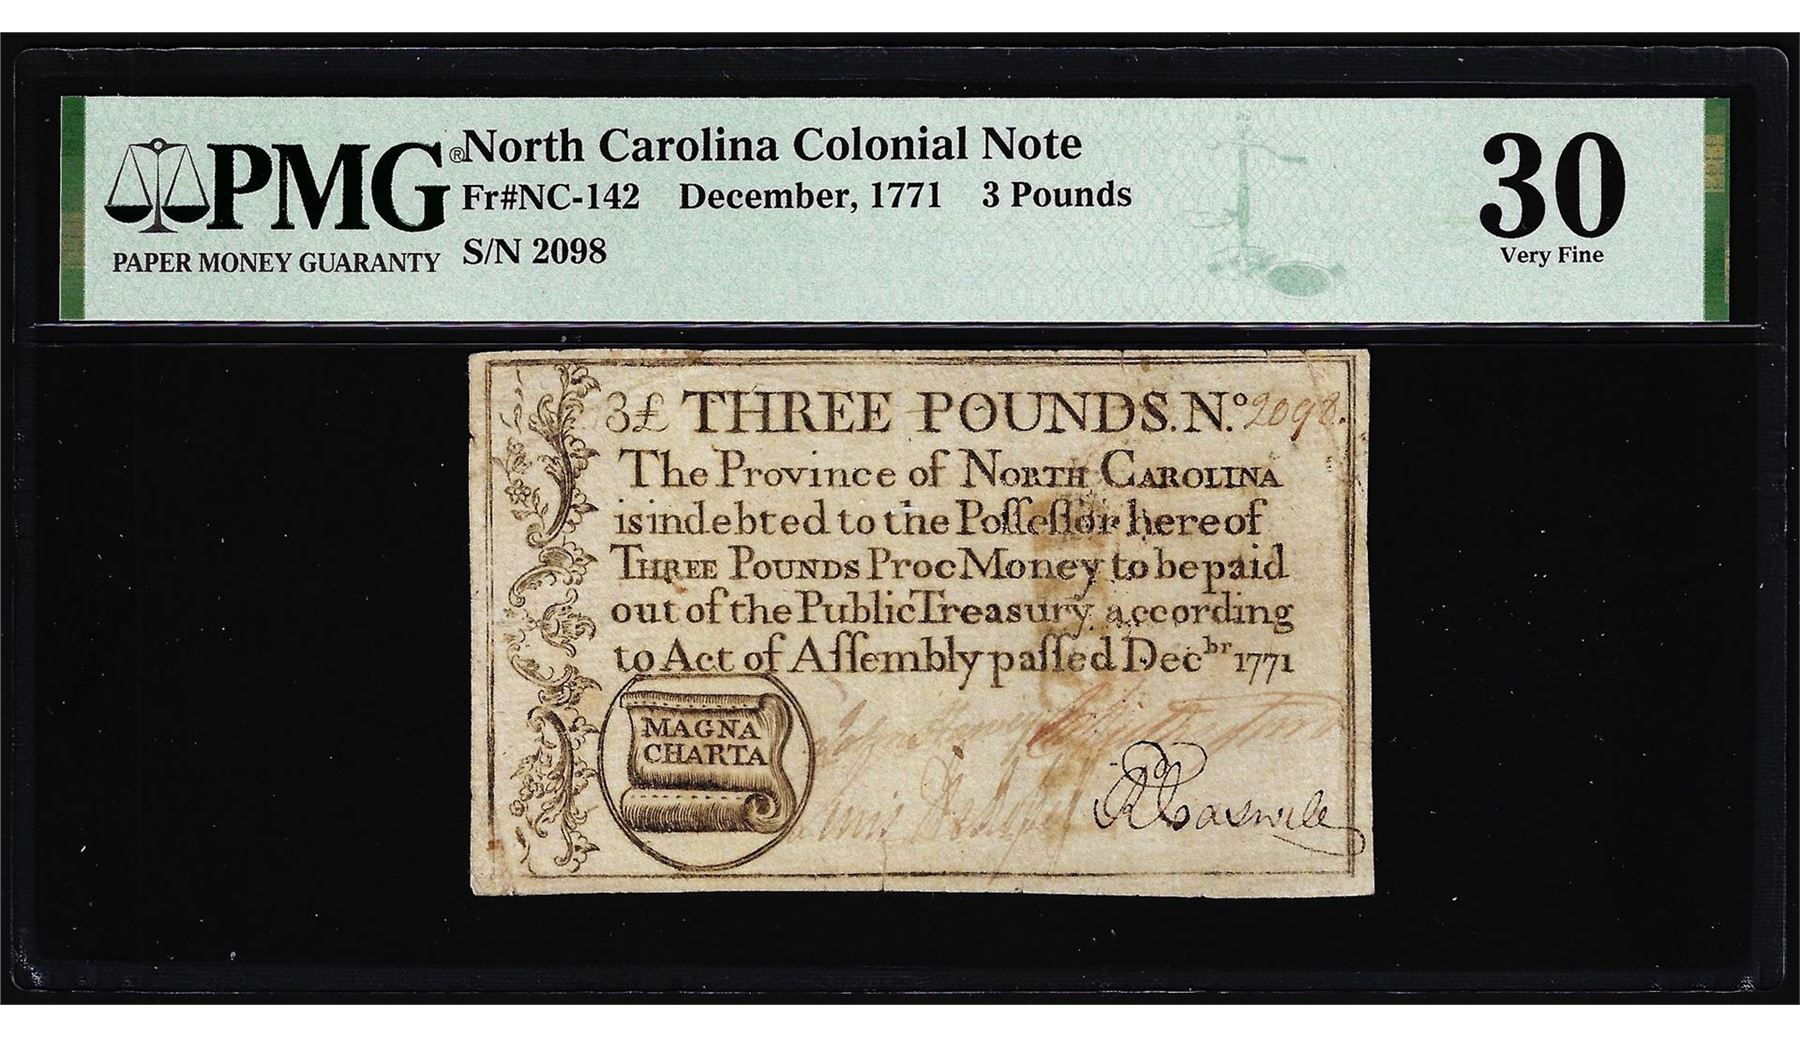 PMG®
PAPER MONEY GUARANTY
North Carolina Colonial Note
Fr#NC-142 December, 1771 3 Pounds
S/N 2098
30
Very Fine
3£ THREE POUNDS. N.º 2098.
The Province of NORTH CAROLINA
is indebted to the Poſſeſſor hereof
THREE POUNDS Proc Money to be paid
out of the Public Treasury according
to Act of Aſſembly paſſed Decbr 1771
MAGNA
CHARTA
R Caswell